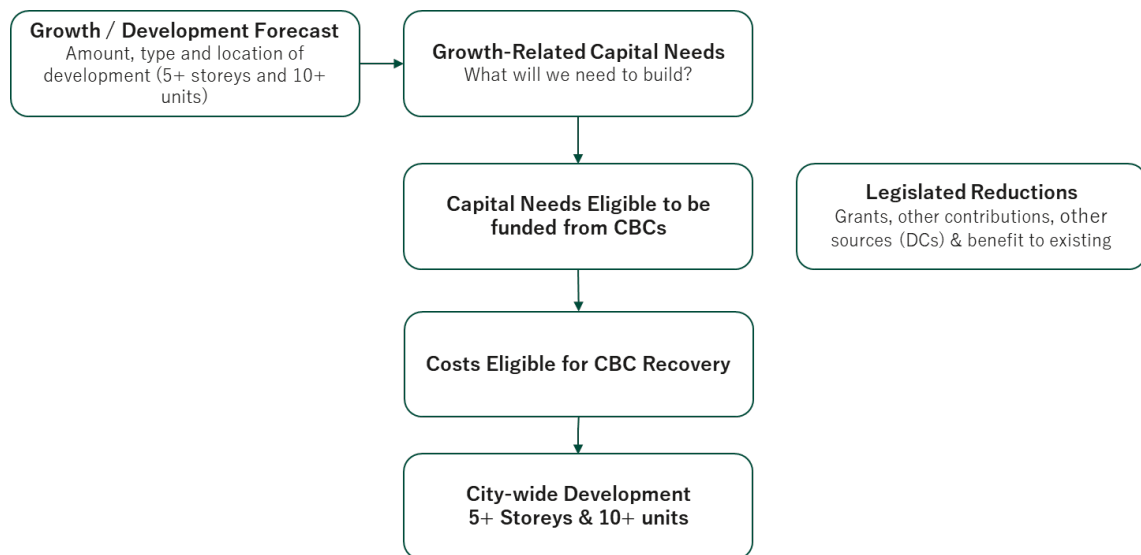 Growth / Development Forecast
Amount, type and location of
development (5+ storeys and 10+
units)
Growth-Related Capital Needs
What will we need to build?
Capital Needs Eligible to be
funded from CBCs
Legislated Reductions
Grants, other contributions, other
sources (DCs) & benefit to existing
Costs Eligible for CBC Recovery
City-wide Development
5+ Storeys & 10+ units